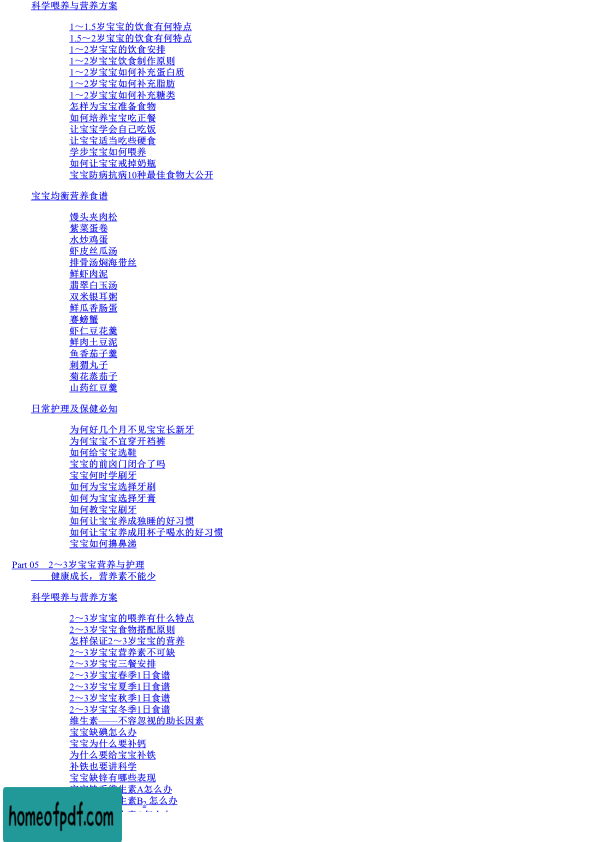 科学喂养与营养方案
1～1.5岁宝宝的饮食有何特点
1.5～2岁宝宝的饮食有何特点
1～2岁宝宝的饮食安排
1～2岁宝宝饮食制作原则
1～2岁宝宝如何补充蛋白质
1～2岁宝宝如何补充脂肪
1～2岁宝宝如何补充糖类
怎样为宝宝准备食物
如何培养宝宝吃正餐
让宝宝学会自己吃饭
让宝宝适当吃些硬食
学步宝宝如何喂养
如何让宝宝戒掉奶瓶
宝宝防病抗病10种最佳食物大公开
宝宝均衡营养食谱
馒头夹肉松
紫菜蛋卷
水炒鸡蛋
虾皮丝瓜汤
排骨汤焖海带丝
鲜虾肉泥
翡翠白玉汤
双米银耳粥
鲜瓜香肠蛋
赛螃蟹
虾仁豆花羹
鲜肉土豆泥
鱼香茄子羹
刺猬丸子
菊花蒸茄子
山药红豆羹
日常护理及保健必知
为何好几个月不见宝宝长新牙
为何宝宝不宜穿开裆裤
如何给宝宝选鞋
宝宝的前囟门闭合了吗
宝宝何时学刷牙
如何为宝宝选择牙刷
如何为宝宝选择牙膏
如何教宝宝刷牙
如何让宝宝养成独睡的好习惯
如何让宝宝养成用杯子喝水的好习惯
宝宝如何擤鼻涕
Part 05　2～3岁宝宝营养与护理
健康成长，营养素不能少
科学喂养与营养方案
2～3岁宝宝的喂养有什么特点
2～3岁宝宝食物搭配原则
怎样保证2～3岁宝宝的营养
2～3岁宝宝营养素不可缺
2～3岁宝宝三餐安排
2～3岁宝宝春季1日食谱
2～3岁宝宝夏季1日食谱
2～3岁宝宝秋季1日食谱
2～3岁宝宝冬季1日食谱
维生素——不容忽视的助长因素
宝宝缺碘怎么办
宝宝为什么要补钙
为什么要给宝宝补铁
补铁也要讲科学
宝宝缺锌有哪些表现
生素A怎么办
生素B2 怎么办
homeofpdf.com